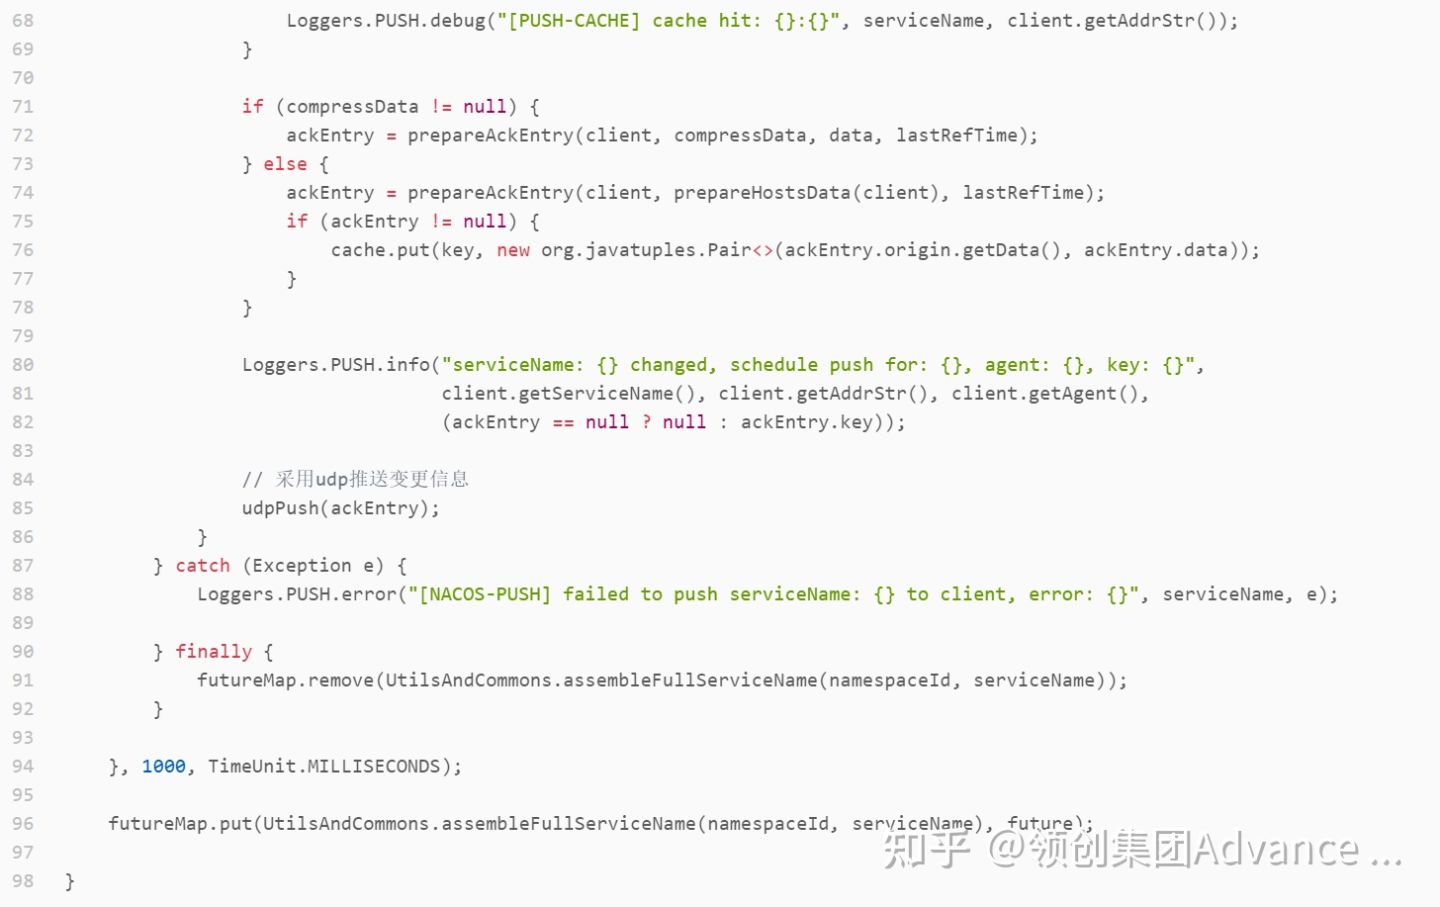 68 Loggers.PUSH.debug("[PUSH-CACHE] cache hit: {}:{}", serviceName, client.getAddrStr());
69 }
70
71 if (compressData != null) {
72 ackEntry = prepareAckEntry(client, compressData, data, lastRefTime);
73 } else {
74 ackEntry = prepareAckEntry(client, prepareHostsData(client), lastRefTime);
75 if (ackEntry != null) {
76 cache.put(key, new org.javatuples.Pair<>(ackEntry.origin.getData(), ackEntry.data));
77 }
78 }
79
80 Loggers.PUSH.info("serviceName: {} changed, schedule push for: {}, agent: {}, key: {}",
81 client.getServiceName(), client.getAddrStr(), client.getAgent(),
82 (ackEntry == null ? null : ackEntry.key));
83
84 // 采用udp推送变更信息
85 udpPush(ackEntry);
86 }
87 } catch (Exception e) {
88 Loggers.PUSH.error("[NACOS-PUSH] failed to push serviceName: {} to client, error: {}", serviceName, e);
89
90 } finally {
91 futureMap.remove(UtilsAndCommons.assembleFullServiceName(namespaceId, serviceName));
92 }
93
94 }, 1000, TimeUnit.MILLISECONDS);
95
96 futureMap.put(UtilsAndCommons.assembleFullServiceName(namespaceId, serviceName), future);
97
知乎 @领创集团Advance ...
98 }